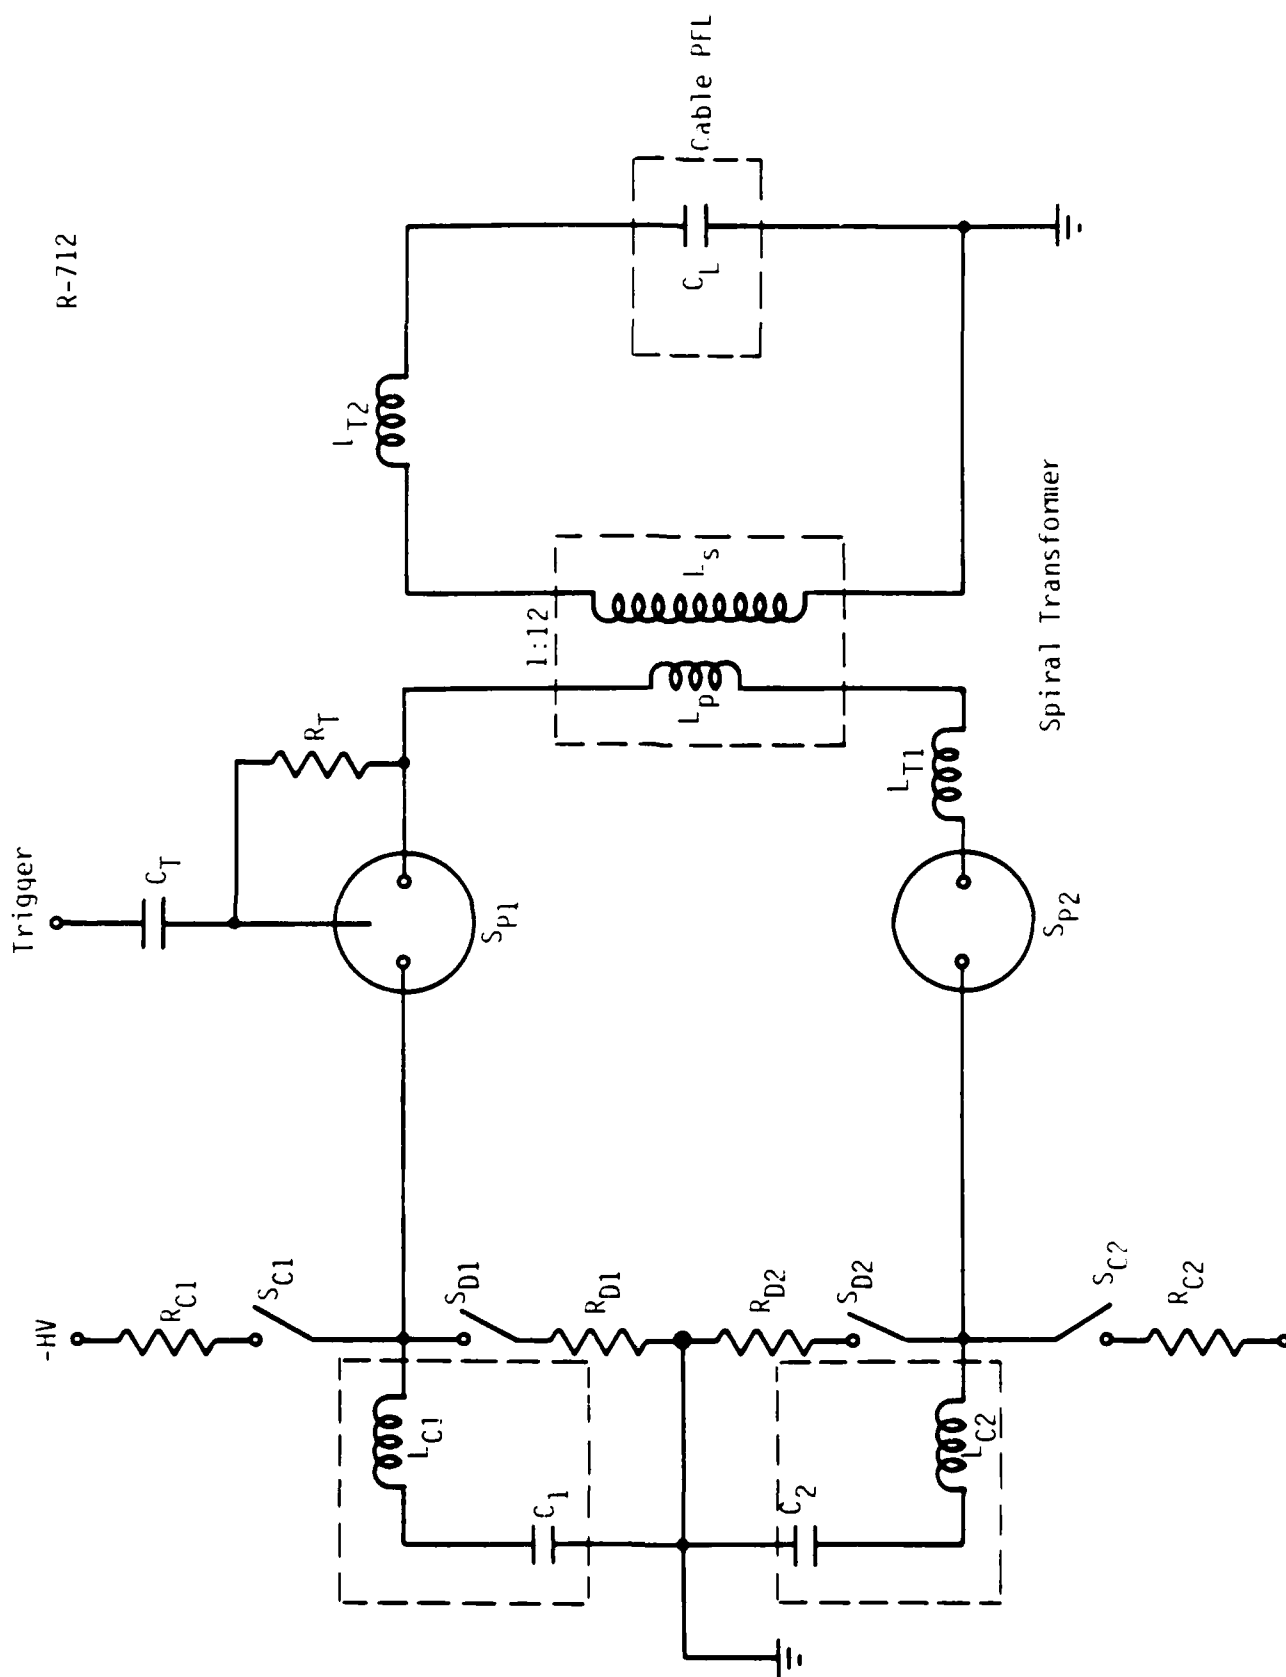 R-712
Trigger
C_T
R_T
-HV
R_C1
S_C1
S_P1
L_T2
Cable PFL
1:12
L_p
L_s
C_L
L_C1
S_D1
C_1
R_D1
R_D2
C_2
S_D2
L_C2
S_P2
L_T1
Spiral Transformer
S_C2
R_C2